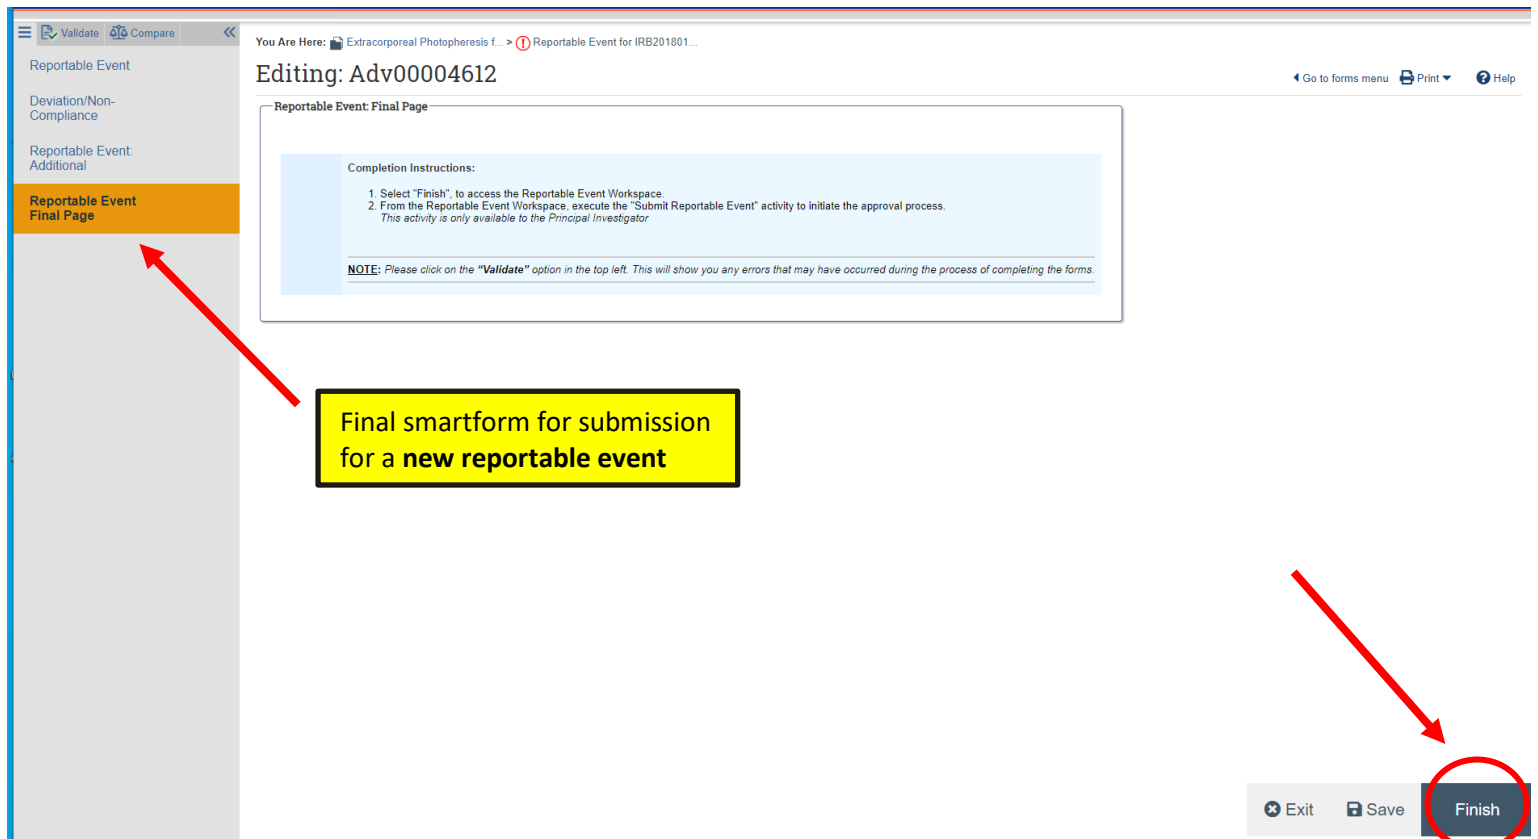 Validate Compare
Reportable Event
Deviation/Non-
Compliance
Reportable Event:
Additional
Reportable Event
Final Page
You Are Here: Extracorporeal Photopheresis f... > Reportable Event for IRB201801...
Editing: Adv00004612
Go to forms menu Print Help
Reportable Event: Final Page
Completion Instructions:
1. Select "Finish", to access the Reportable Event Workspace.
2. From the Reportable Event Workspace, execute the "Submit Reportable Event" activity to initiate the approval process.
This activity is only available to the Principal Investigator
NOTE: Please click on the “Validate” option in the top left. This will show you any errors that may have occurred during the process of completing the forms.
Final smartform for submission
for a new reportable event
Exit Save Finish